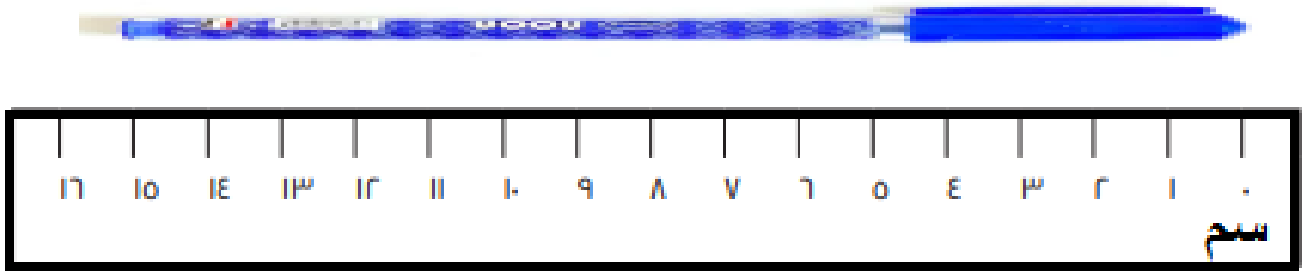 ١٦ ١٥ ١٤ ١٣ ١٢ ١١ ١٠ ٩ ٨ ٧ ٦ ٥ ٤ ٣ ٢ ١ ٠
سم